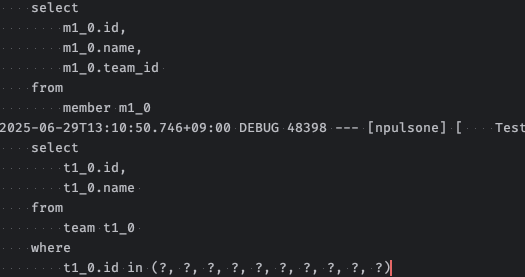 select
m1_0.id,
m1_0.name,
m1_0.team_id
from
member m1_0
2025-06-29T13:10:50.746+09:00 DEBUG 48398 --- [npulsone] [    Test
select
t1_0.id,
t1_0.name
from
team t1_0
where
t1_0.id in (?, ?, ?, ?, ?, ?, ?, ?, ?, ?)